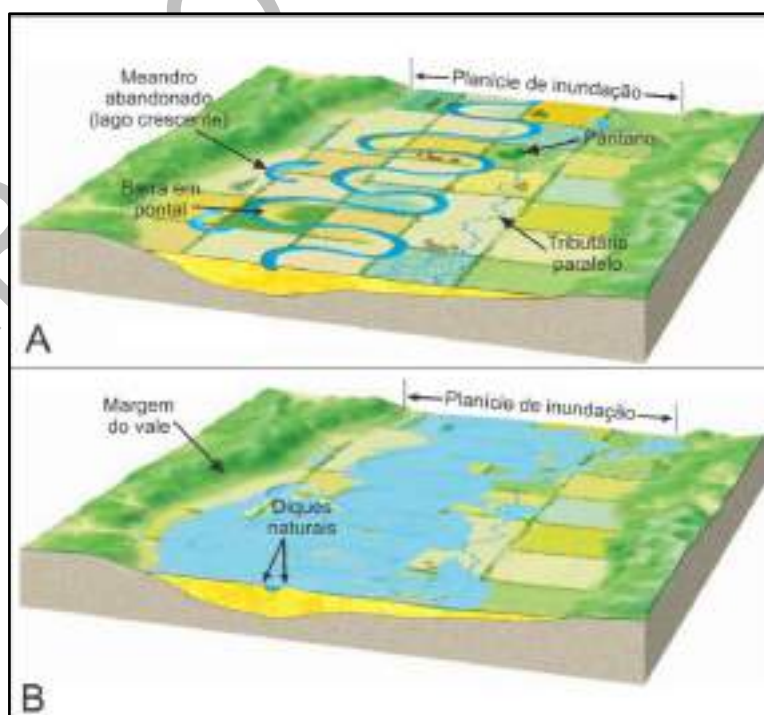 Meandro
abandonado
(lago crescente)
Planície de inundação
Pântano
Barra em
pontal
Tributário
paralelo
A
Planície de inundação
Margem
do vale
Diques
naturais
B